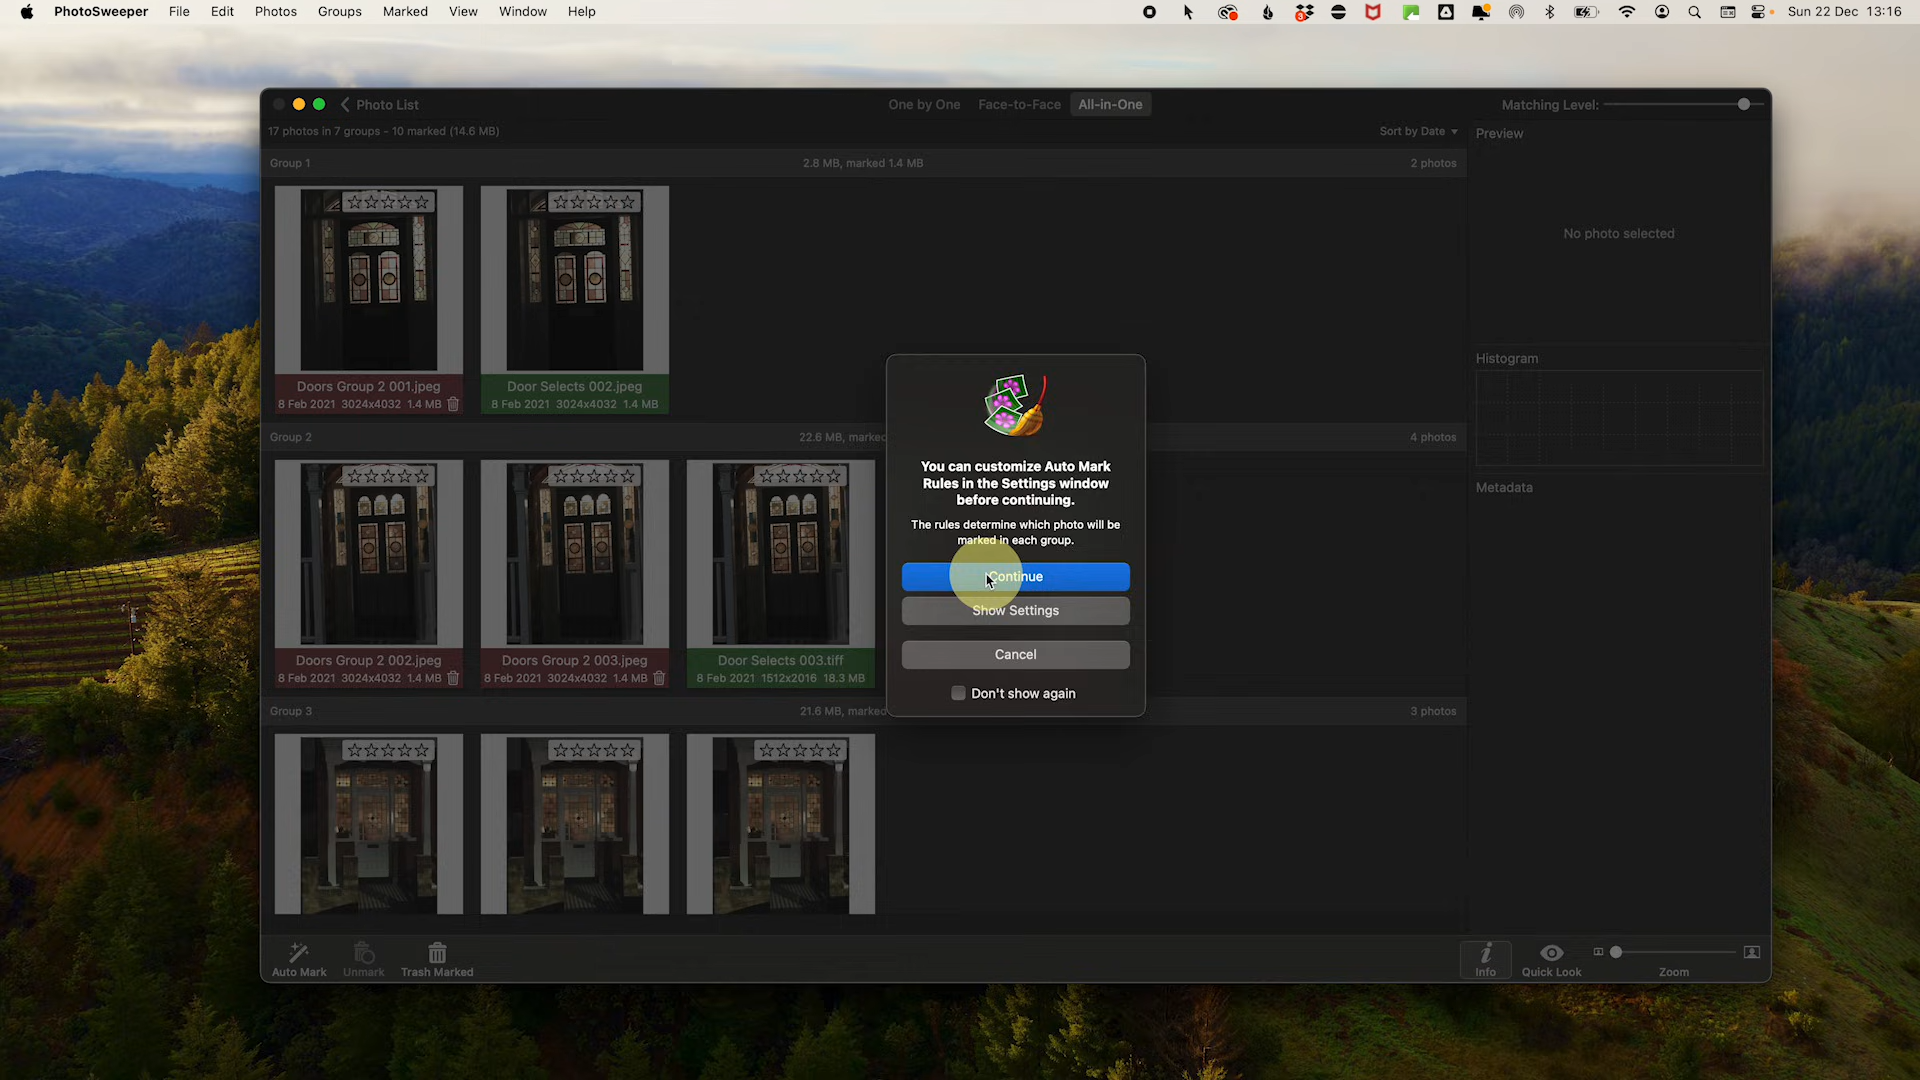 PhotoSweeper File Edit Photos Groups Marked View Window Help
3
Sun 22 Dec 13:16
Photo List
One by One Face-to-Face All-in-One
Matching Level:
17 photos in 7 groups - 10 marked (14.6 MB)
Sort by Date
Preview
Group 1
2.8 MB, marked 1.4 MB
2 photos
No photo selected
Doors Group 2 001.jpeg
8 Feb 2021 3024x4032 1.4 MB
Door Selects 002.jpeg
8 Feb 2021 3024x4032 1.4 MB
Histogram
Group 2
22.6 MB, marked
4 photos
You can customize Auto Mark
Rules in the Settings window
before continuing.
The rules determine which photo will be
marked in each group.
Continue
Show Settings
Cancel
Don't show again
Metadata
Doors Group 2 002.jpeg
8 Feb 2021 3024x4032 1.4 MB
Doors Group 2 003.jpeg
8 Feb 2021 3024x4032 1.4 MB
Door Selects 003.tiff
8 Feb 2021 1512x2016 18.3 MB
Group 3
21.6 MB, marked
3 photos
Auto Mark
Unmark
Trash Marked
Info
Quick Look
Zoom